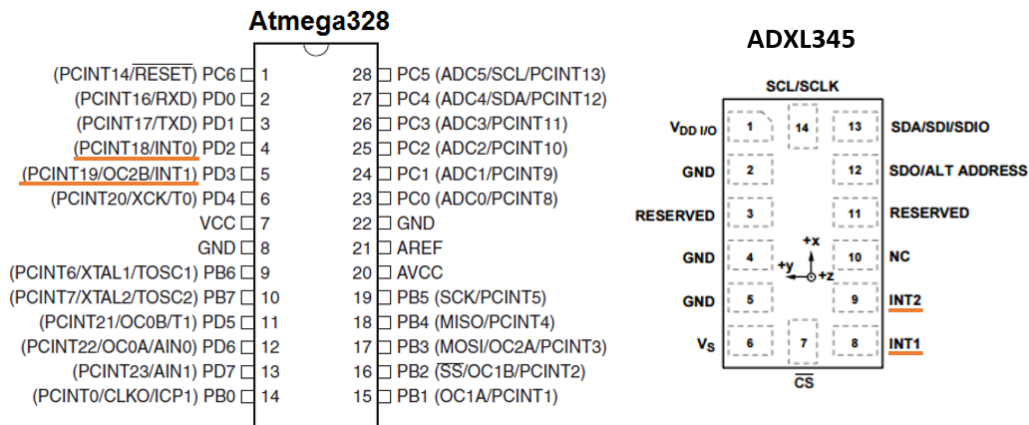 Atmega328
(PCINT14/RESET) PC6 1 28 PC5 (ADC5/SCL/PCINT13)
(PCINT16/RXD) PD0 2 27 PC4 (ADC4/SDA/PCINT12)
(PCINT17/TXD) PD1 3 26 PC3 (ADC3/PCINT11)
(PCINT18/INT0) PD2 4 25 PC2 (ADC2/PCINT10)
(PCINT19/OC2B/INT1) PD3 5 24 PC1 (ADC1/PCINT9)
(PCINT20/XCK/T0) PD4 6 23 PC0 (ADC0/PCINT8)
VCC 7 22 GND
GND 8 21 AREF
(PCINT6/XTAL1/TOSC1) PB6 9 20 AVCC
(PCINT7/XTAL2/TOSC2) PB7 10 19 PB5 (SCK/PCINT5)
(PCINT21/OC0B/T1) PD5 11 18 PB4 (MISO/PCINT4)
(PCINT22/OC0A/AIN0) PD6 12 17 PB3 (MOSI/OC2A/PCINT3)
(PCINT23/AIN1) PD7 13 16 PB2 (SS/OC1B/PCINT2)
(PCINT0/CLKO/ICP1) PB0 14 15 PB1 (OC1A/PCINT1)
ADXL345
SCL/SCLK
VDD I/O 1 14 13 SDA/SDI/SDIO
GND 2 12 SDO/ALT ADDRESS
RESERVED 3 11 RESERVED
+x
GND 4 10 NC
+y +z
GND 5 9 INT2
VS 6 7 8 INT1
CS